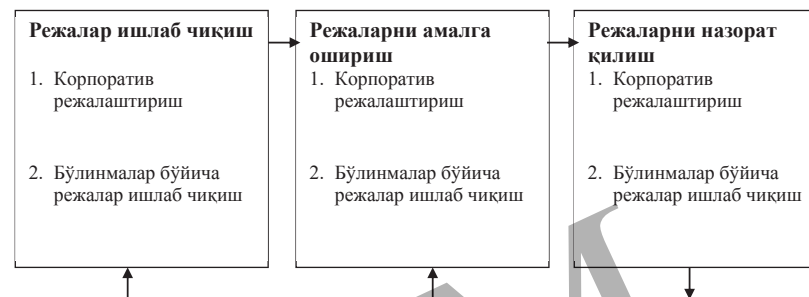 Режалар ишлаб чиқиш
1. Корпоратив
режалаштириш
2. Бўлинмалар бўйича
режалар ишлаб чиқиш
Режаларни амалга
ошириш
1. Корпоратив
режалаштириш
2. Бўлинмалар бўйича
режалар ишлаб чиқиш
Режаларни назорат
қилиш
1. Корпоратив
режалаштириш
2. Бўлинмалар бўйича
режалар ишлаб чиқиш